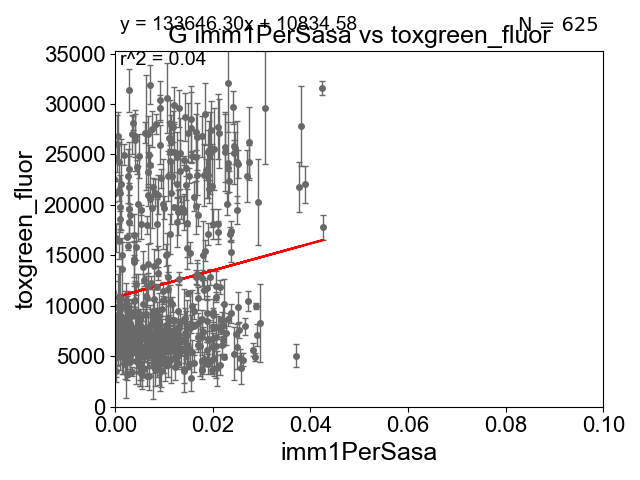 y = 133646.30x + 10834.58
N = 625
G imm1PerSasa vs toxgreen_fluor
r^2 = 0.04
35000
30000
25000
20000
15000
10000
5000
0
toxgreen_fluor
0.00 0.02 0.04 0.06 0.08 0.10
imm1PerSasa